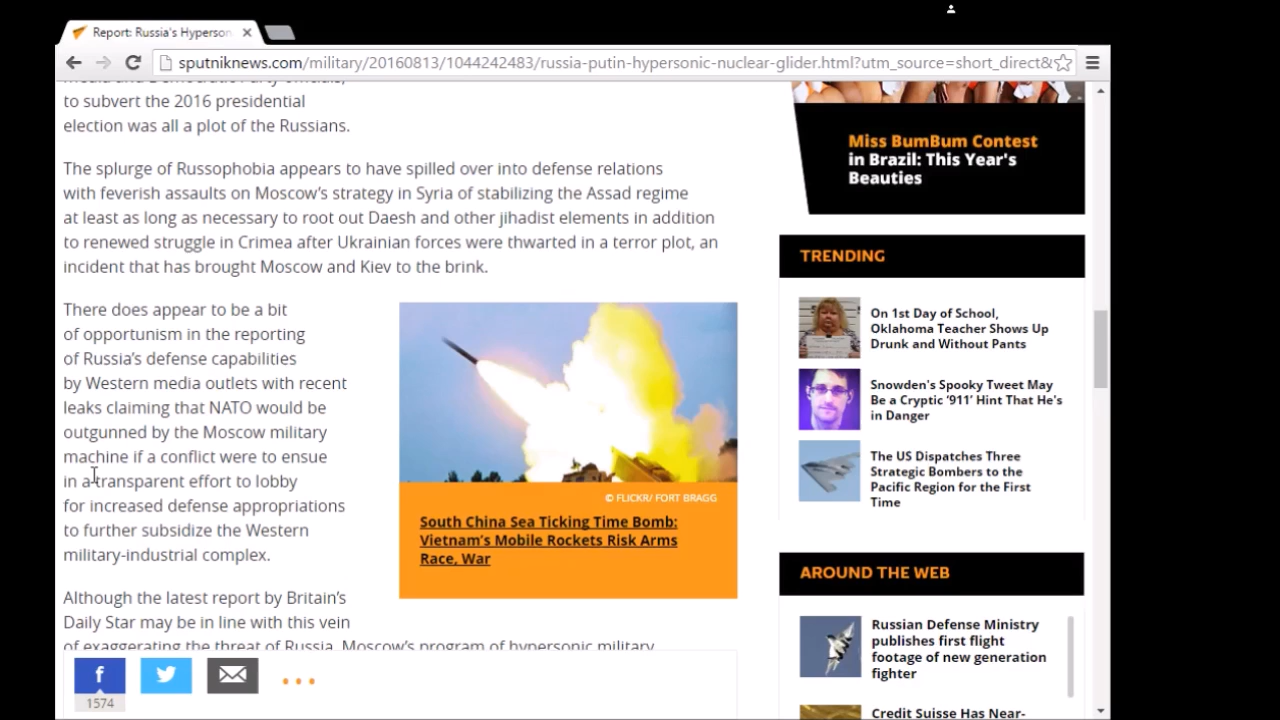 Report: Russia's Hyperson
sputniknews.com/military/20160813/1044242483/russia-putin-hypersonic-nuclear-glider.html?utm_source=short_direct&
to subvert the 2016 presidential
election was all a plot of the Russians.
The splurge of Russophobia appears to have spilled over into defense relations
with feverish assaults on Moscow's strategy in Syria of stabilizing the Assad regime
at least as long as necessary to root out Daesh and other jihadist elements in addition
to renewed struggle in Crimea after Ukrainian forces were thwarted in a terror plot, an
incident that has brought Moscow and Kiev to the brink.
There does appear to be a bit
of opportunism in the reporting
of Russia's defense capabilities
by Western media outlets with recent
leaks claiming that NATO would be
outgunned by the Moscow military
machine if a conflict were to ensue
in a transparent effort to lobby
for increased defense appropriations
to further subsidize the Western
military-industrial complex.
© FLICKR/ FORT BRAGG
South China Sea Ticking Time Bomb:
Vietnam's Mobile Rockets Risk Arms
Race, War
Although the latest report by Britain's
Daily Star may be in line with this vein
of exaggerating the threat of Russia, Moscow's program of hypersonic military
f
1574
Miss BumBum Contest
in Brazil: This Year's
Beauties
TRENDING
On 1st Day of School,
Oklahoma Teacher Shows Up
Drunk and Without Pants
Snowden's Spooky Tweet May
Be a Cryptic '911' Hint That He's
in Danger
The US Dispatches Three
Strategic Bombers to the
Pacific Region for the First
Time
AROUND THE WEB
Russian Defense Ministry
publishes first flight
footage of new generation
fighter
Credit Suisse Has Near-